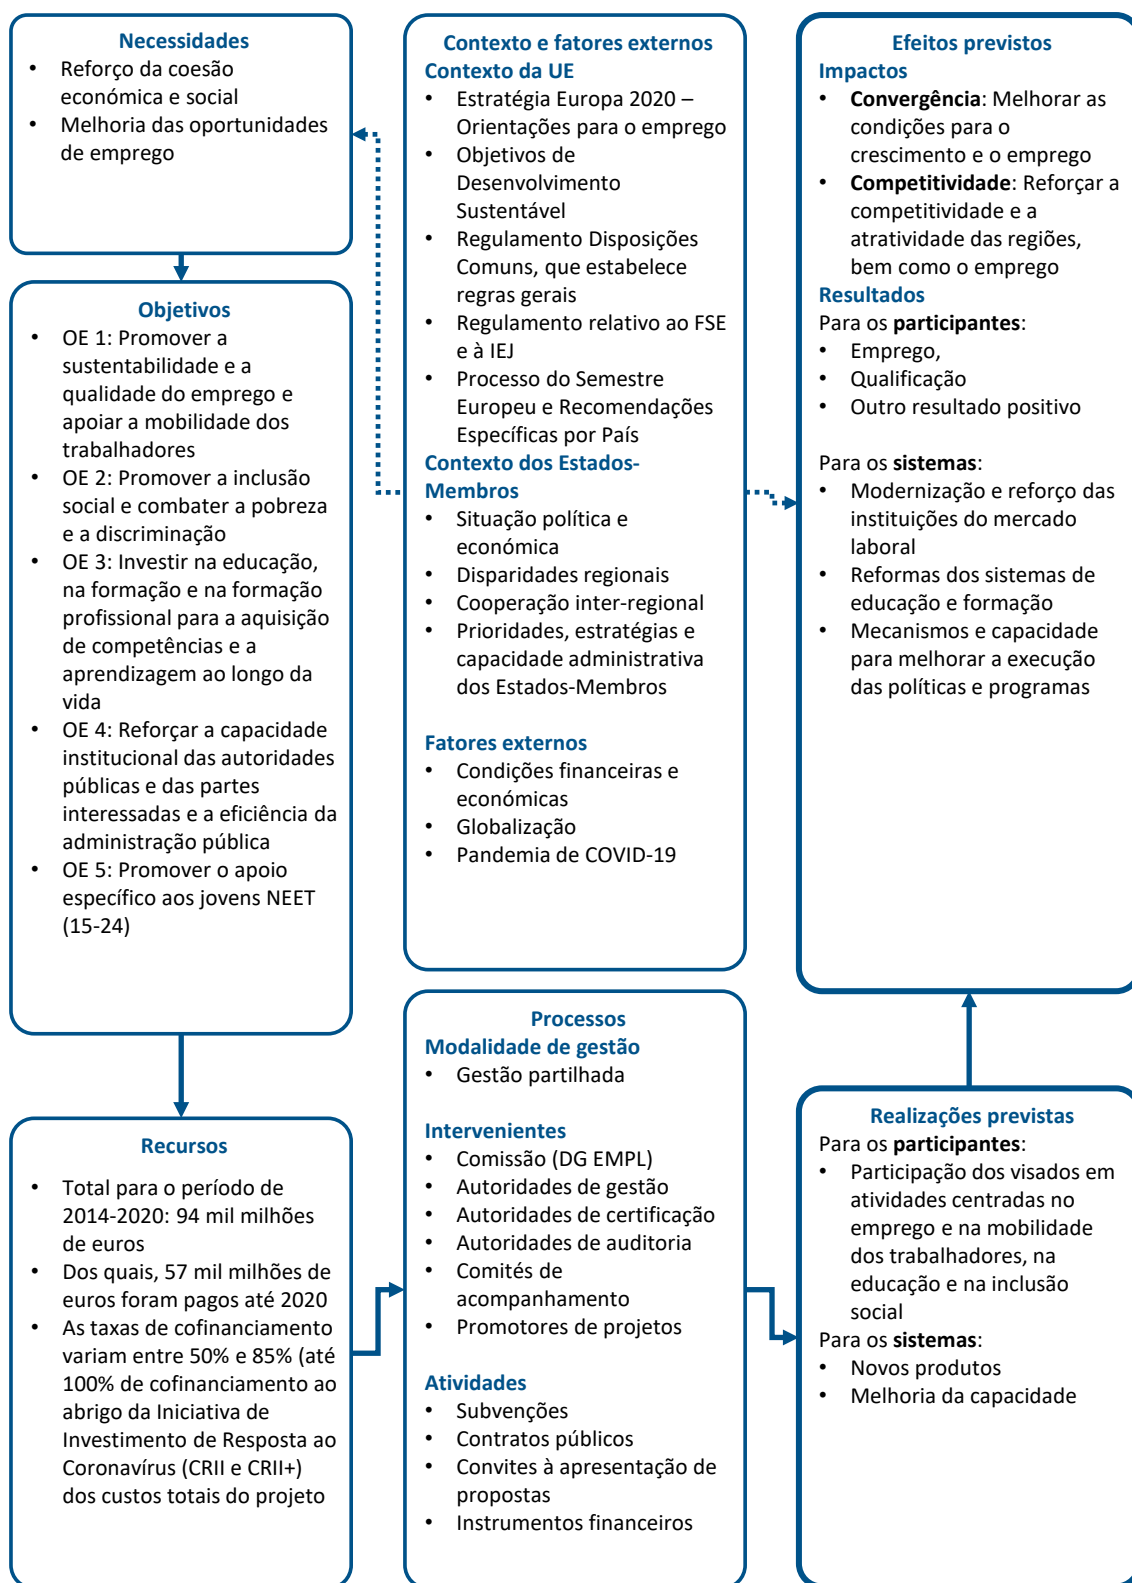 Necessidades
• Reforço da coesão
económica e social
• Melhoria das oportunidades
de emprego
Objetivos
• OE 1: Promover a
sustentabilidade e a
qualidade do emprego e
apoiar a mobilidade dos
trabalhadores
• OE 2: Promover a inclusão
social e combater a pobreza
e a discriminação
• OE 3: Investir na educação,
na formação e na formação
profissional para a aquisição
de competências e a
aprendizagem ao longo da
vida
• OE 4: Reforçar a capacidade
institucional das autoridades
públicas e das partes
interessadas e a eficiência da
administração pública
• OE 5: Promover o apoio
específico aos jovens NEET
(15-24)
Recursos
• Total para o período de
2014-2020: 94 mil milhões
de euros
• Dos quais, 57 mil milhões de
euros foram pagos até 2020
• As taxas de cofinanciamento
variam entre 50% e 85% (até
100% de cofinanciamento ao
abrigo da Iniciativa de
Investimento de Resposta ao
Coronavírus (CRII e CRII+)
dos custos totais do projeto
Contexto e fatores externos
Contexto da UE
• Estratégia Europa 2020 –
Orientações para o emprego
• Objetivos de
Desenvolvimento
Sustentável
• Regulamento Disposições
Comuns, que estabelece
regras gerais
• Regulamento relativo ao FSE
e à IEJ
• Processo do Semestre
Europeu e Recomendações
Específicas por País
Contexto dos Estados-
Membros
• Situação política e
económica
• Disparidades regionais
• Cooperação inter-regional
• Prioridades, estratégias e
capacidade administrativa
dos Estados-Membros
Fatores externos
• Condições financeiras e
económicas
• Globalização
• Pandemia de COVID-19
Processos
Modalidade de gestão
• Gestão partilhada
Intervenientes
• Comissão (DG EMPL)
• Autoridades de gestão
• Autoridades de certificação
• Autoridades de auditoria
• Comités de
acompanhamento
• Promotores de projetos
Atividades
• Subvenções
• Contratos públicos
• Convites à apresentação de
propostas
• Instrumentos financeiros
Efeitos previstos
Impactos
• Convergência: Melhorar as
condições para o
crescimento e o emprego
• Competitividade: Reforçar a
competitividade e a
atratividade das regiões,
bem como o emprego
Resultados
Para os participantes:
• Emprego,
• Qualificação
• Outro resultado positivo
Para os sistemas:
• Modernização e reforço das
instituições do mercado
laboral
• Reformas dos sistemas de
educação e formação
• Mecanismos e capacidade
para melhorar a execução
das políticas e programas
Realizações previstas
Para os participantes:
• Participação dos visados em
atividades centradas no
emprego e na mobilidade
dos trabalhadores, na
educação e na inclusão
social
Para os sistemas:
• Novos produtos
• Melhoria da capacidade